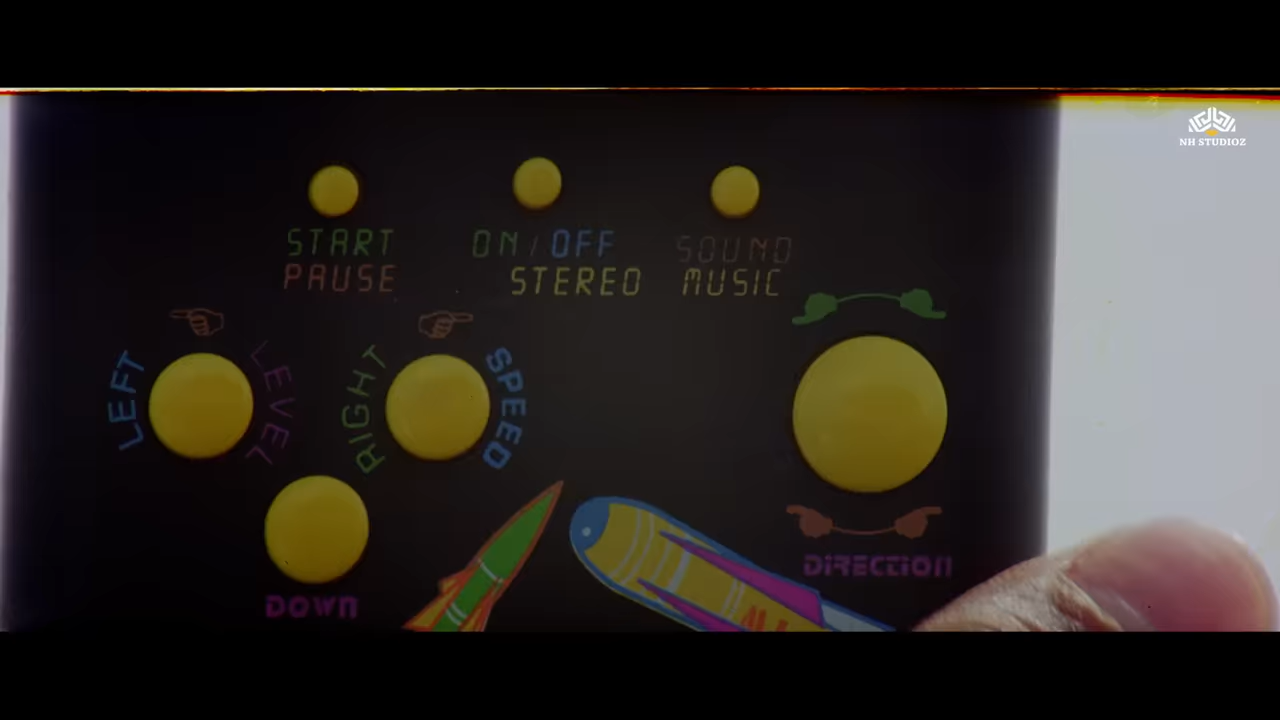 NH STUDIOZ
START
PAUSE
ON/OFF
STEREO
SOUND
MUSIC
LEFT
LEVEL
RIGHT
SPEED
DOWN
DIRECTION